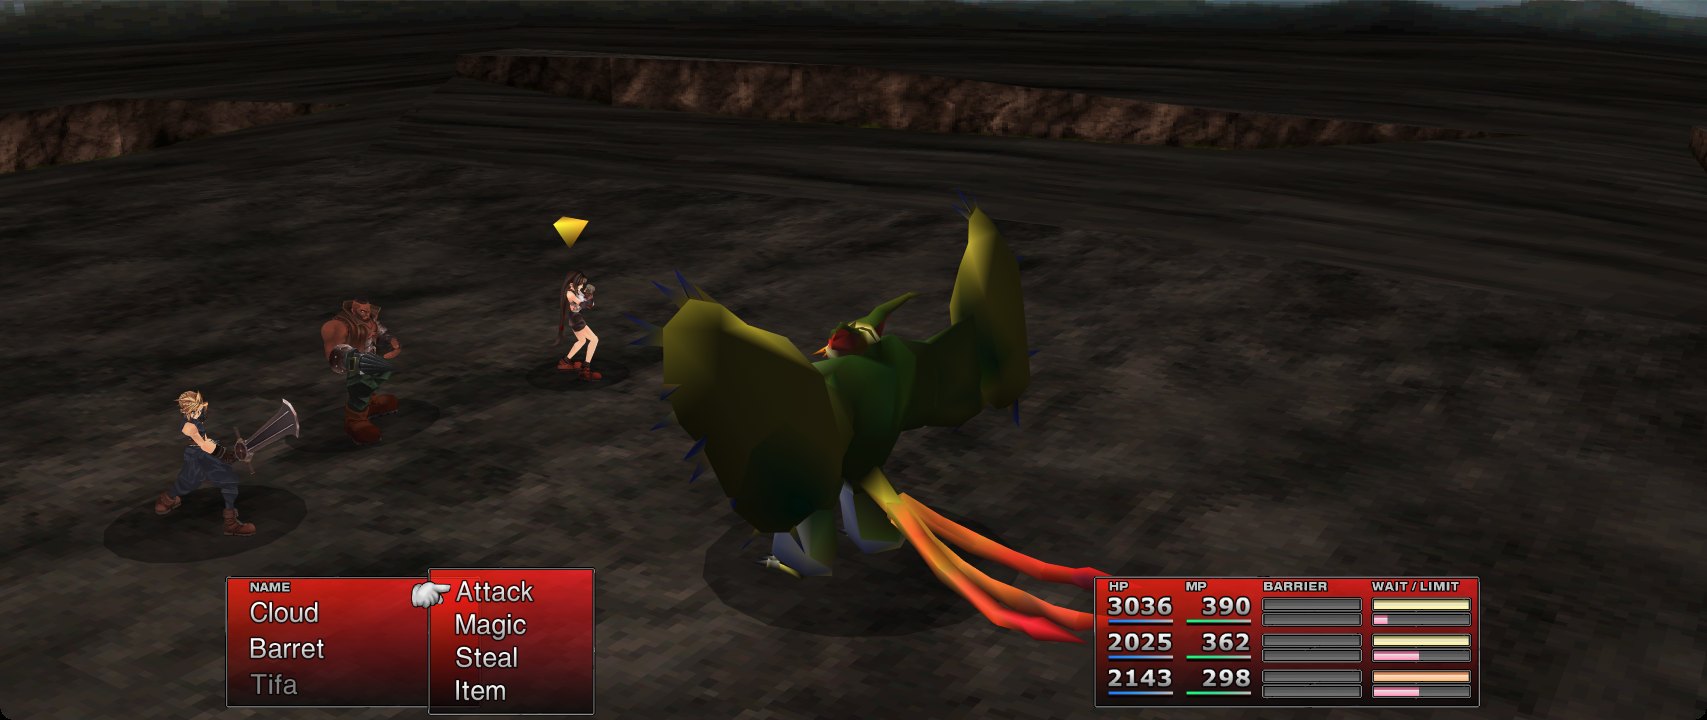 NAME
Cloud
Barret
Tifa
Attack
Magic
Steal
Item
HP MP BARRIER WAIT / LIMIT
3036 390
2025 362
2143 298